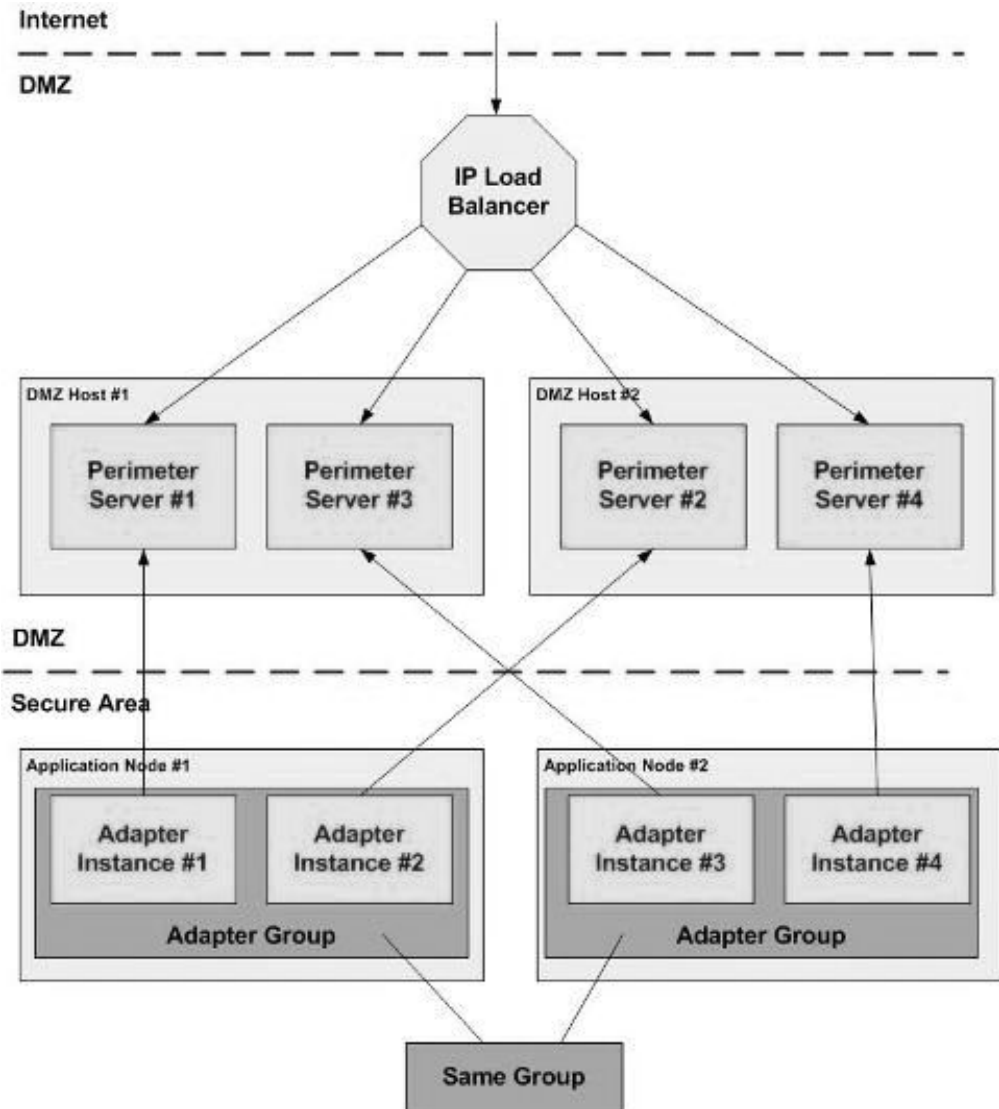 Internet
DMZ
IP Load
Balancer
DMZ Host #1
Perimeter
Server #1
Perimeter
Server #3
DMZ Host #2
Perimeter
Server #2
Perimeter
Server #4
DMZ
Secure Area
Application Node #1
Adapter
Instance #1
Adapter
Instance #2
Adapter Group
Application Node #2
Adapter
Instance #3
Adapter
Instance #4
Adapter Group
Same Group